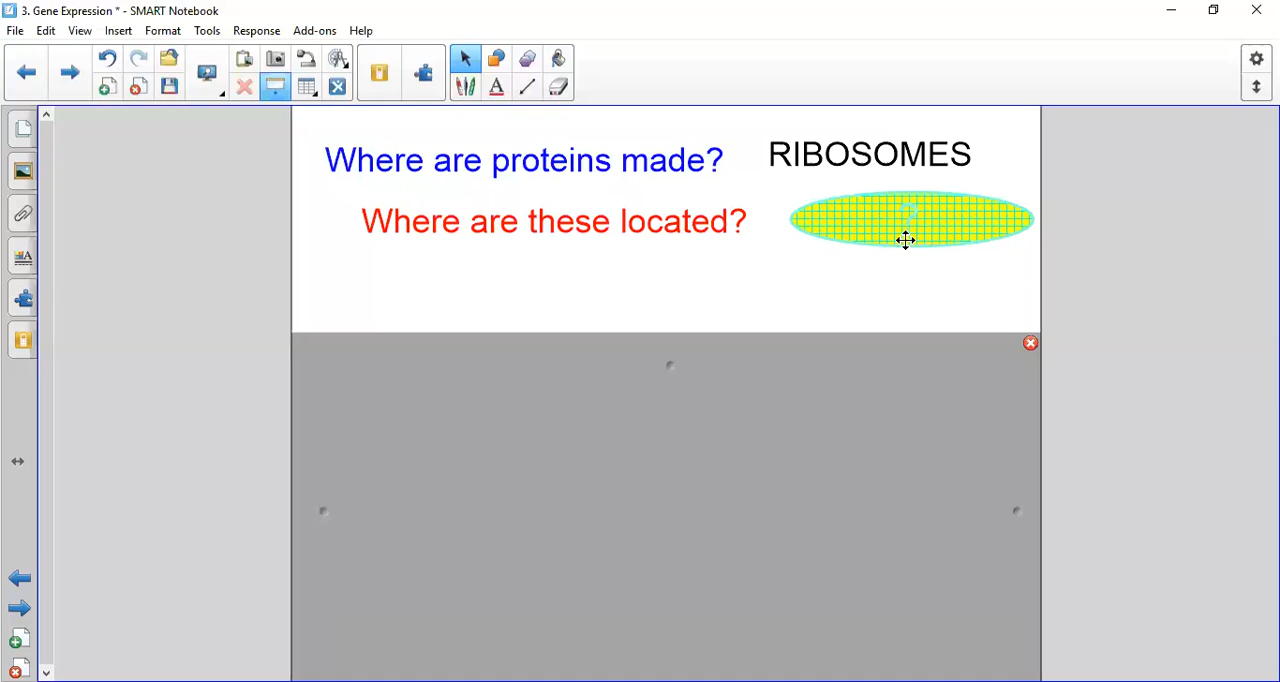 3. Gene Expression * - SMART Notebook
File Edit View Insert Format Tools Response Add-ons Help
Where are proteins made? RIBOSOMES
Where are these located? ?